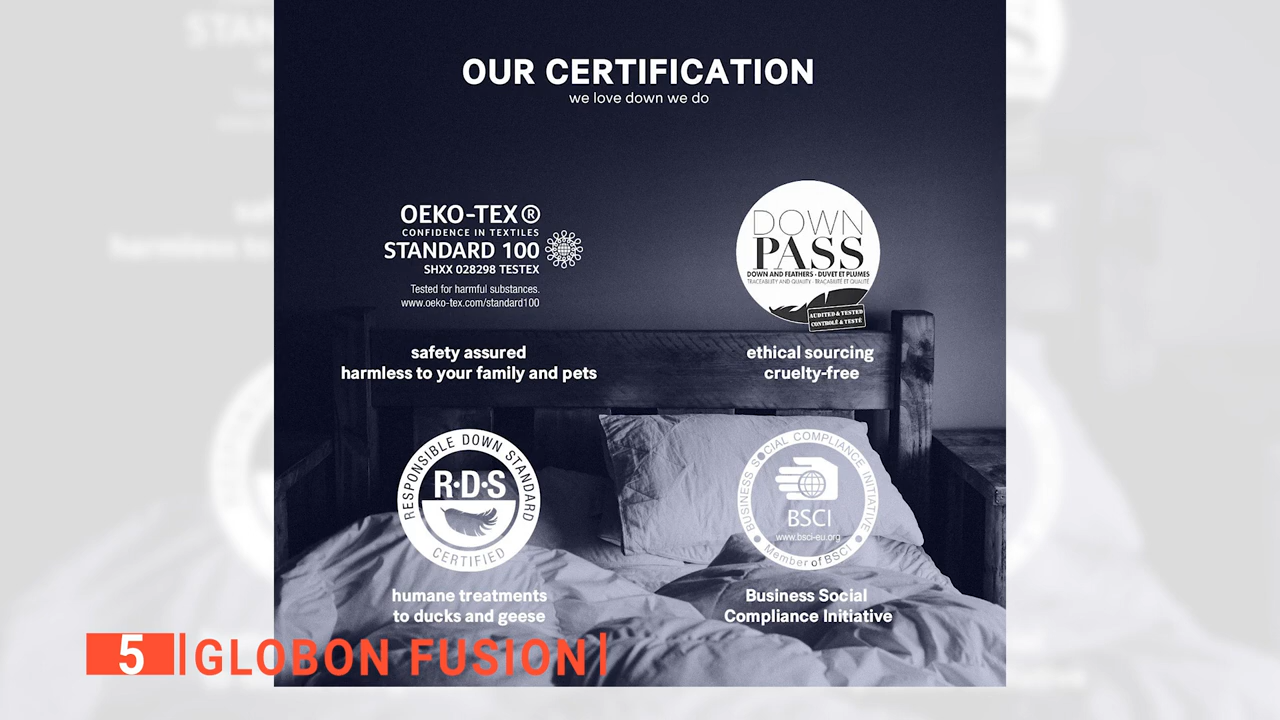 OUR CERTIFICATION
we love down we do
OEKO-TEX®
CONFIDENCE IN TEXTILES
STANDARD 100
SHXX 028298 TESTEX
Tested for harmful substances.
www.oeko-tex.com/standard100
safety assured
harmless to your family and pets
DOWN
PASS
DOWN AND FEATHERS · DUVET ET PLUMES
TRACEABILITY AND QUALITY · TRAÇABILITÉ ET QUALITÉ
AUDITED & TESTED
CONTROLÉ & TESTÉ
ethical sourcing
cruelty-free
RESPONSIBLE DOWN STANDARD
R·D·S
CERTIFIED
humane treatments
to ducks and geese
BUSINESS SOCIAL COMPLIANCE INITIATIVE
BSCI
www.bsci-eu.org
Member of BSCI
Business Social
Compliance Initiative
5 GLOBON FUSION